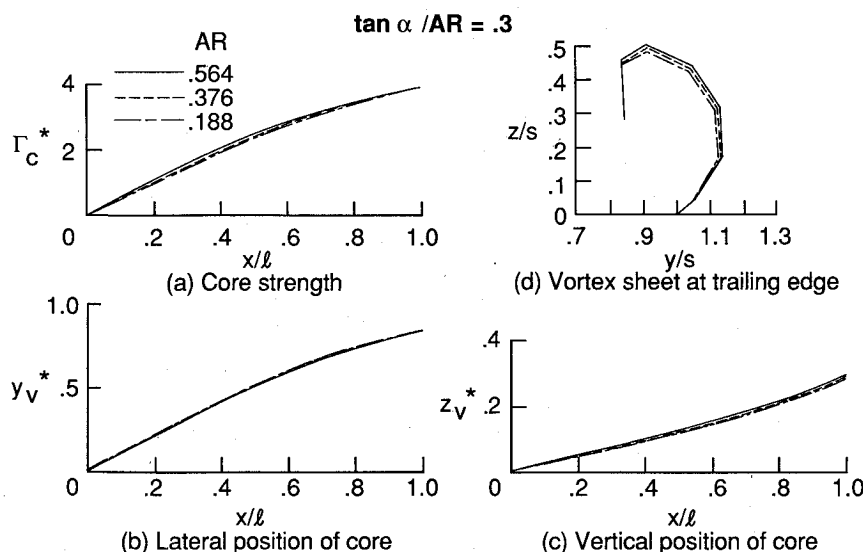 tan α /AR = .3
AR
.564
.376
.188
4
2
0
Γc*
0
.2
.4
.6
.8
1.0
x/ℓ
(a) Core strength
.5
.4
.3
.2
.1
0
z/s
.7
.9
1.1
1.3
y/s
(d) Vortex sheet at trailing edge
1.0
.5
yv*
0
.2
.4
.6
.8
1.0
x/ℓ
(b) Lateral position of core
.4
.2
zv*
0
.2
.4
.6
.8
1.0
x/ℓ
(c) Vertical position of core